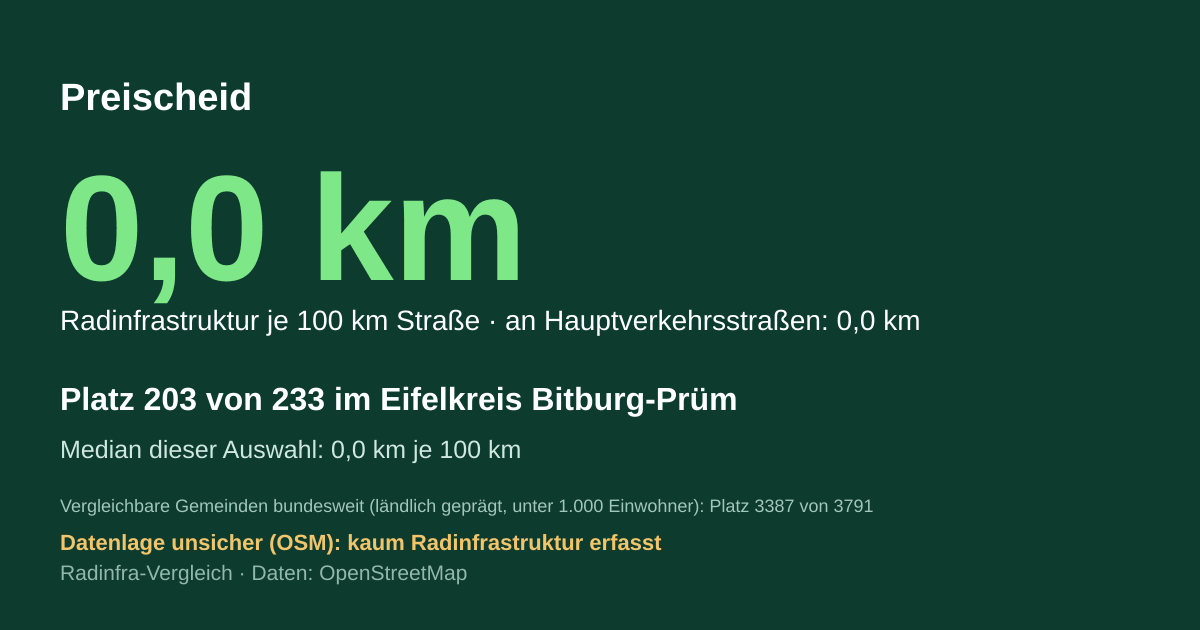 Preischeid
0,0 km
Radinfrastruktur je 100 km Straße · an Hauptverkehrsstraßen: 0,0 km
Platz 203 von 233 im Eifelkreis Bitburg-Prüm
Median dieser Auswahl: 0,0 km je 100 km
Vergleichbare Gemeinden bundesweit (ländlich geprägt, unter 1.000 Einwohner): Platz 3387 von 3791
Datenlage unsicher (OSM): kaum Radinfrastruktur erfasst
Radinfra-Vergleich · Daten: OpenStreetMap